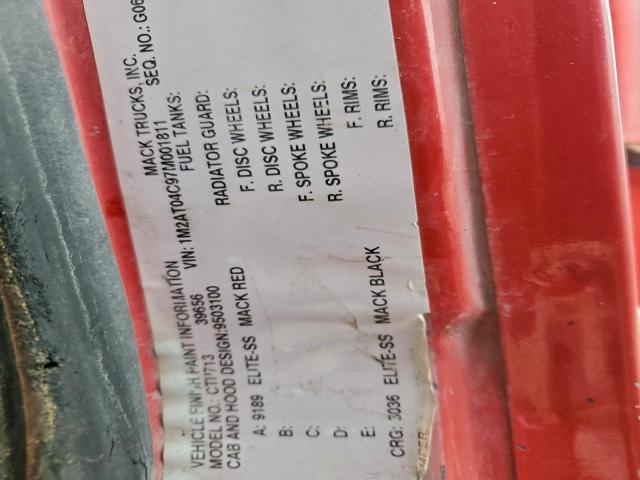 MACK TRUCKS, INC.
VEHICLE FINISH PAINT INFORMATION SEQ. NO.: G06
MODEL NO.: CTP713 39656 VIN: 1M2AT04C97M001811
CAB AND HOOD DESIGN: 9503100 FUEL TANKS:
A: 9189 ELITE-SS MACK RED RADIATOR GUARD:
B: F. DISC WHEELS:
C: R. DISC WHEELS:
D: F. SPOKE WHEELS:
E: R. SPOKE WHEELS:
F. RIMS:
CRG: 3036 ELITE-SS MACK BLACK R. RIMS: